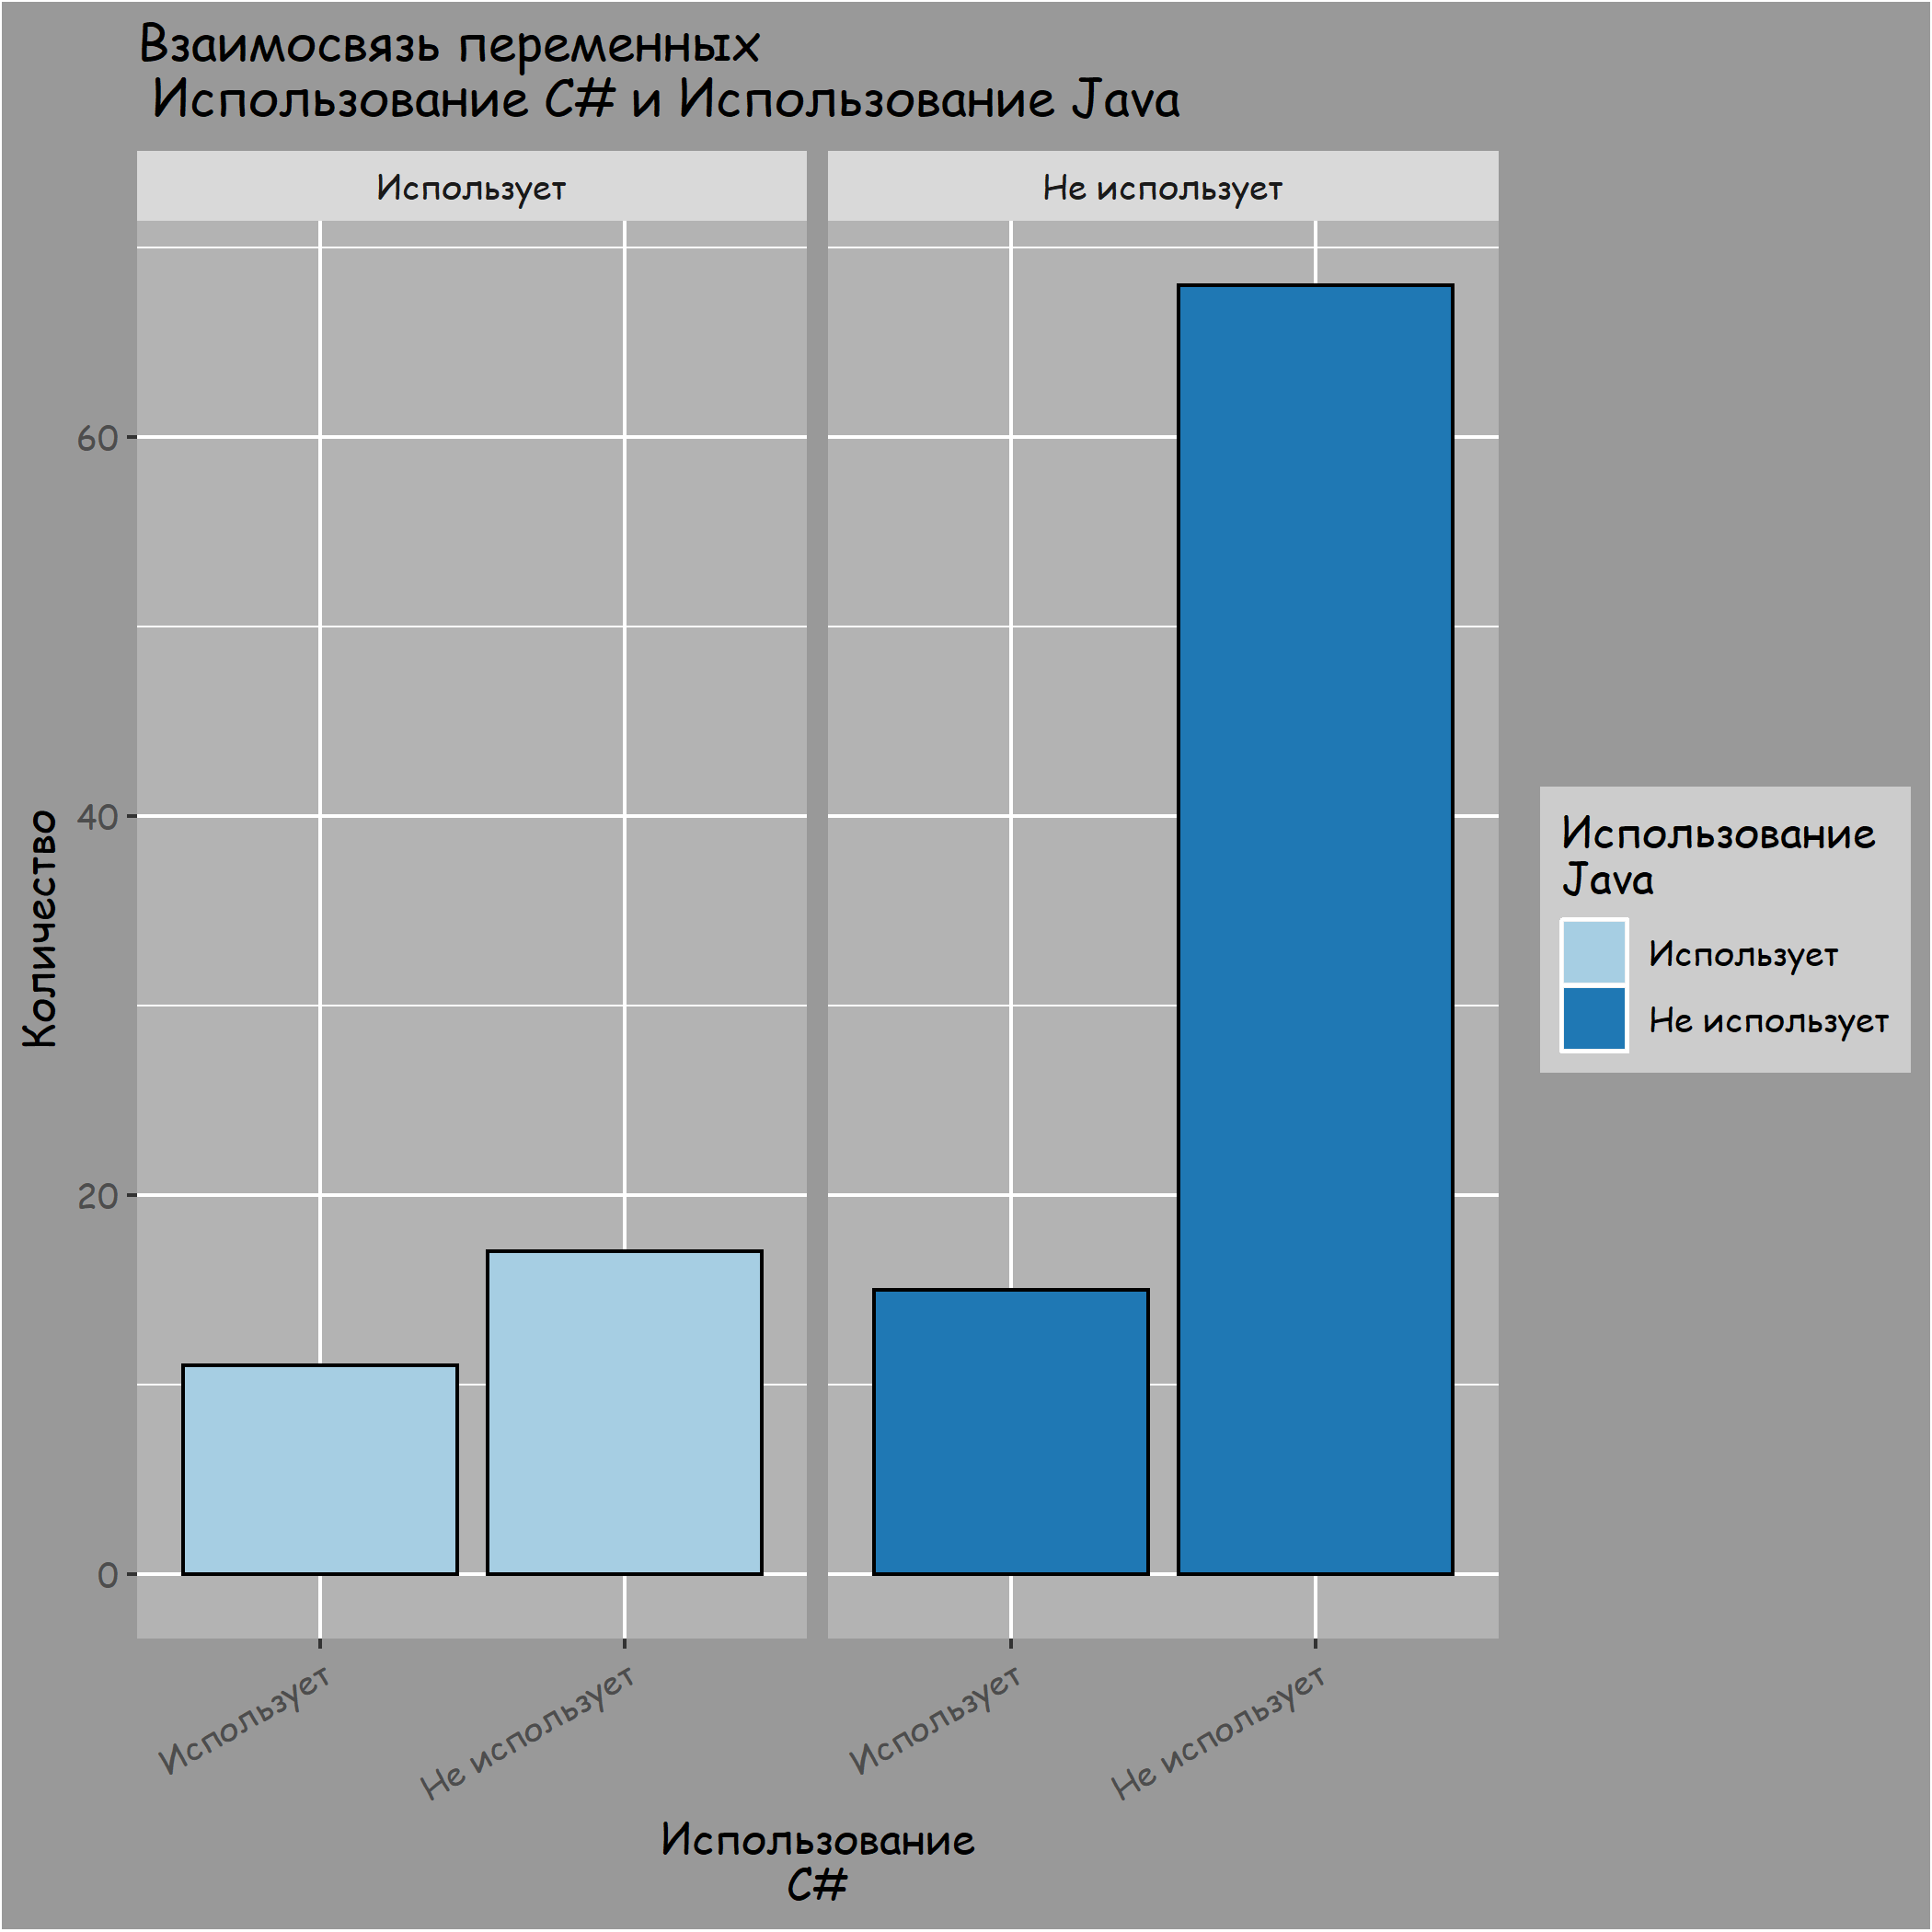 Взаимосвязь переменных
Использование C# и Использование Java
Использует
Не использует
Количество
60
40
20
0
Использует
Не использует
Использует
Не использует
Использование
C#
Использование
Java
Использует
Не использует